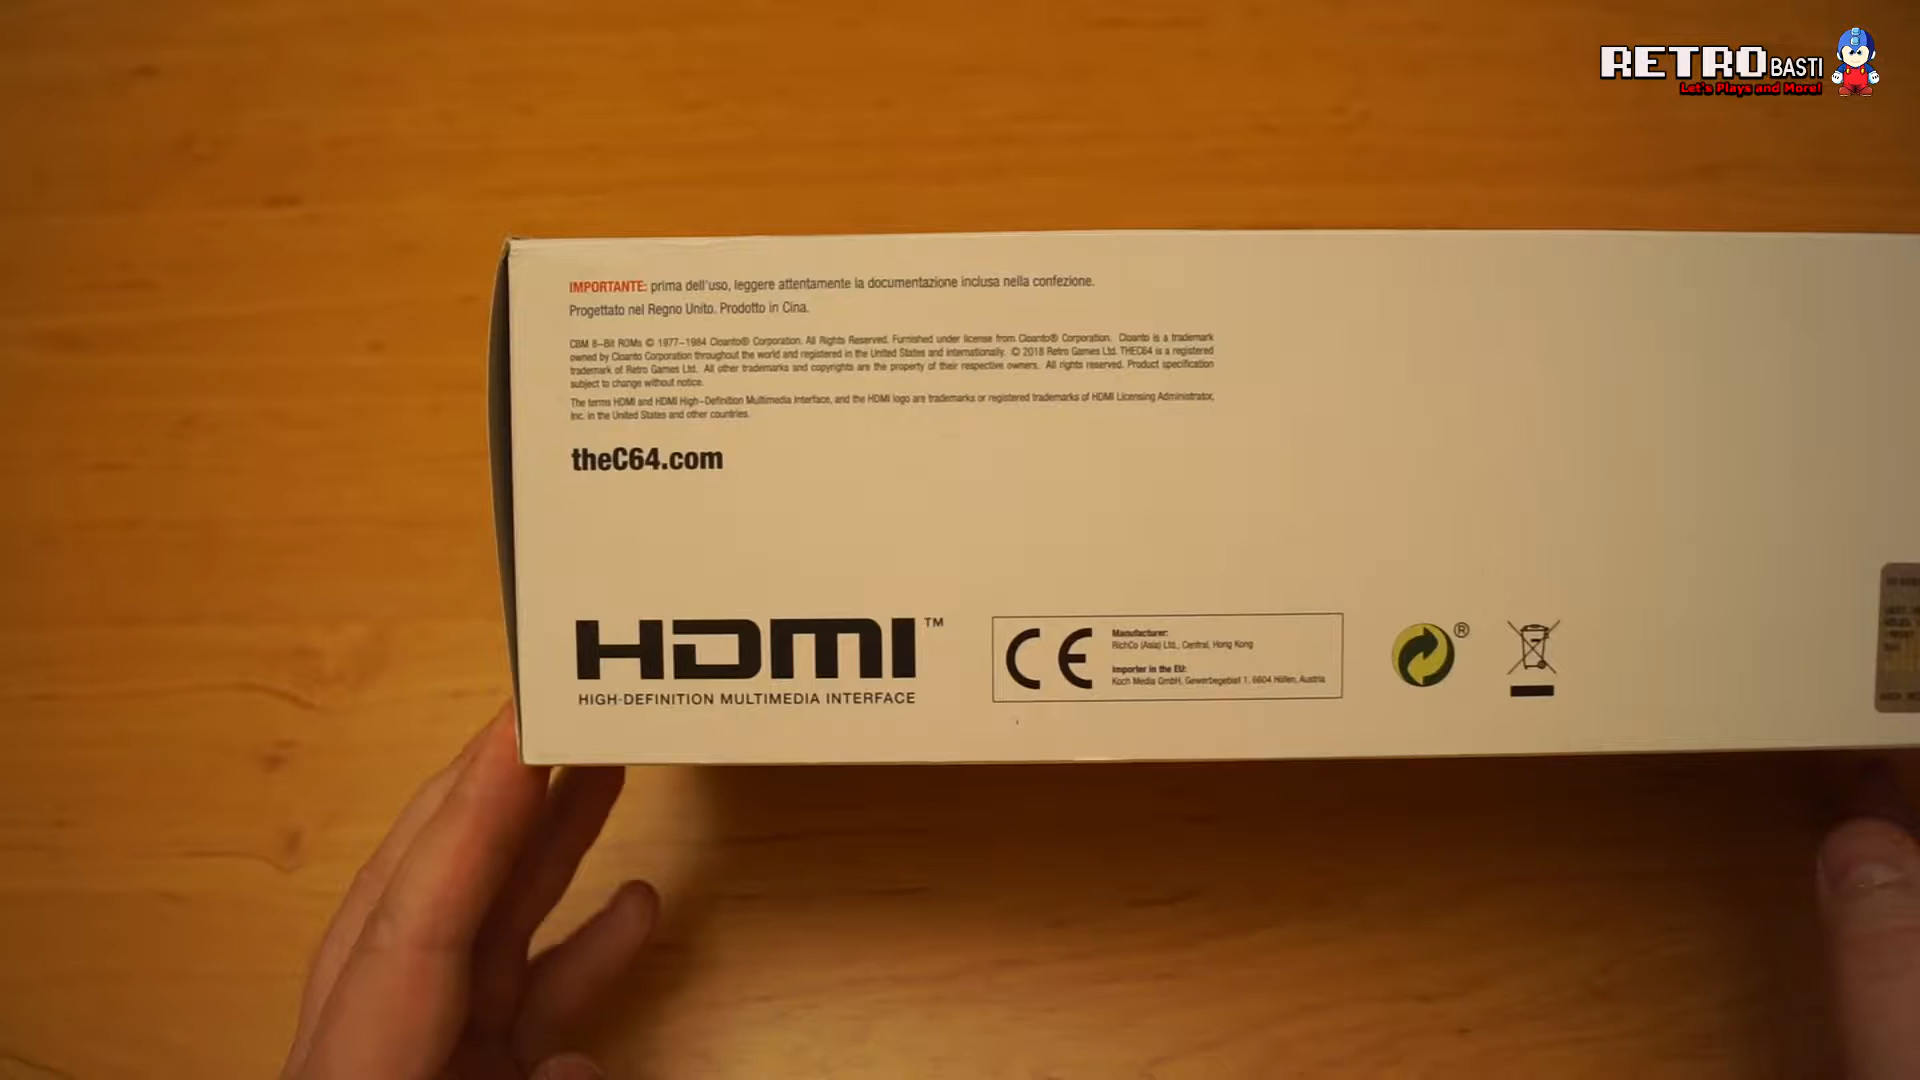 RETRO BASTI
Let's Plays and More!
IMPORTANTE: prima dell'uso, leggere attentamente la documentazione inclusa nella confezione.
Progettato nel Regno Unito. Prodotto in Cina.
CBM 8-Bit ROMs © 1977-1984 Cloanto® Corporation. All Rights Reserved. Furnished under license from Cloanto® Corporation. Cloanto is a trademark
owned by Cloanto Corporation throughout the world and registered in the United States and internationally. © 2018 Retro Games Ltd. THEC64 is a registered
trademark of Retro Games Ltd. All other trademarks and copyrights are the property of their respective owners. All rights reserved. Product specification
subject to change without notice.
The terms HDMI and HDMI High-Definition Multimedia Interface, and the HDMI logo are trademarks or registered trademarks of HDMI Licensing Administrator,
Inc. in the United States and other countries.
theC64.com
HDMI™
HIGH-DEFINITION MULTIMEDIA INTERFACE
CE
Manufacturer:
RichCo (Asia) Ltd., Central, Hong Kong
Importer in the EU:
Koch Media GmbH, Gewerbegebiet 1, 6604 Höfen, Austria
®